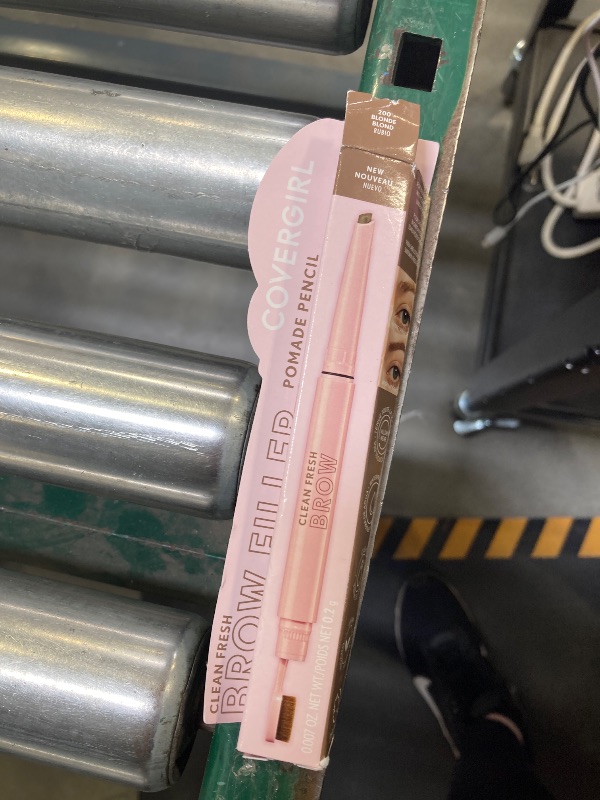 200
BLONDE
BLOND
RUBIO
NEW
NOUVEAU
NUEVO
COVERGIRL
POMADE PENCIL
CLEAN FRESH
BROW FILLER
CLEAN FRESH
BROW
0.007 OZ. NET WT/POIDS NET 0.2 g